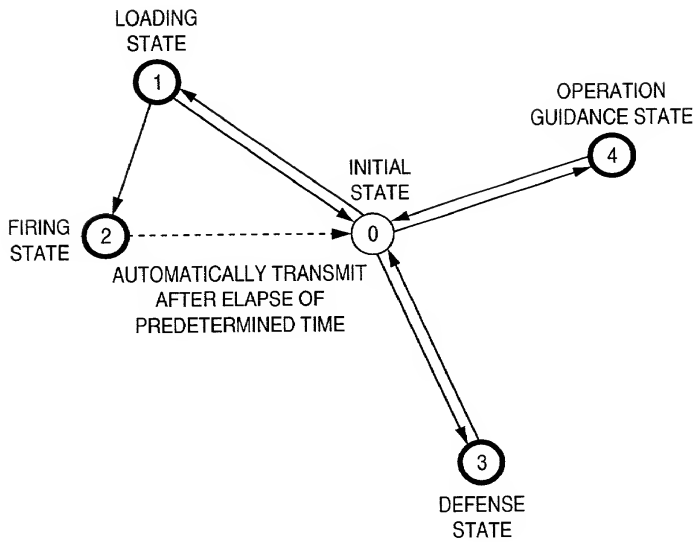 LOADING
STATE
1
OPERATION
GUIDANCE STATE
4
INITIAL
STATE
0
FIRING
STATE
2
AUTOMATICALLY TRANSMIT
AFTER ELAPSE OF
PREDETERMINED TIME
3
DEFENSE
STATE